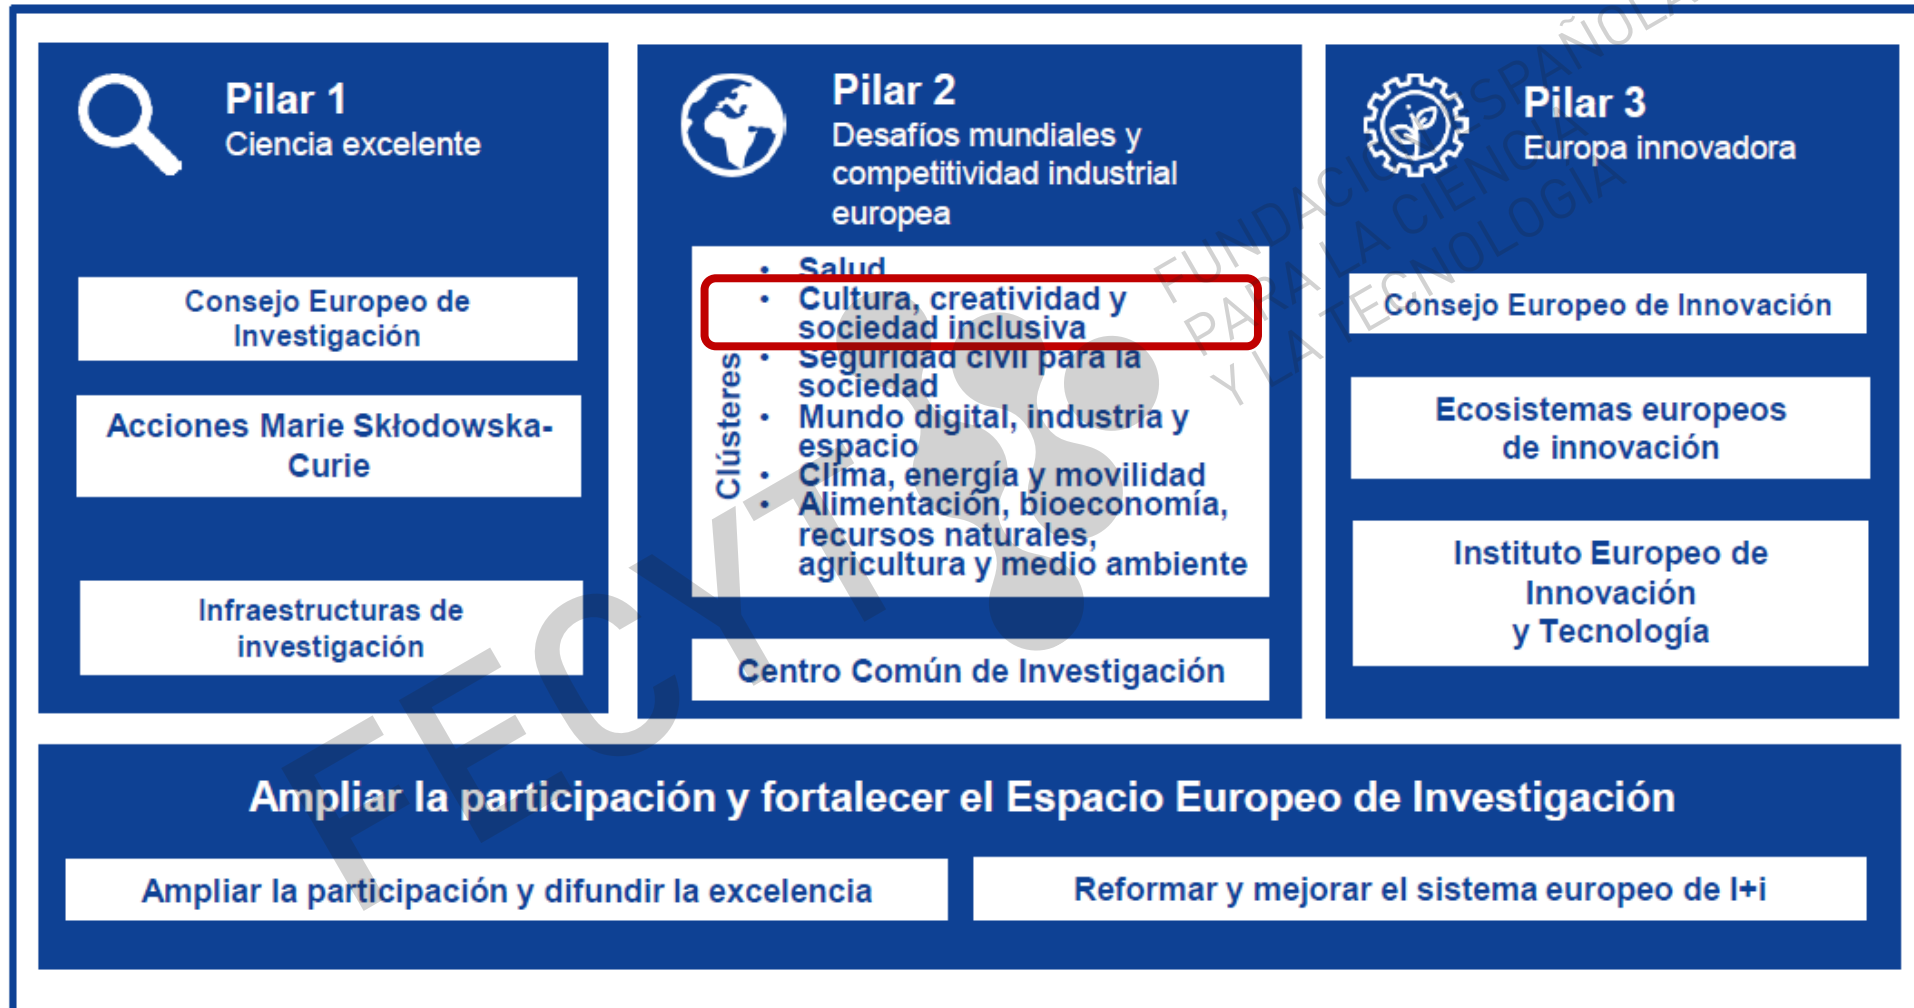 Pilar 1
Ciencia excelente
Consejo Europeo de
Investigación
Acciones Marie Skłodowska-
Curie
Infraestructuras de
investigación
Pilar 2
Desafíos mundiales y
competitividad industrial
europea
Clústeres
• Salud
• Cultura, creatividad y
sociedad inclusiva
• Seguridad civil para la
sociedad
• Mundo digital, industria y
espacio
• Clima, energía y movilidad
• Alimentación, bioeconomía,
recursos naturales,
agricultura y medio ambiente
Centro Común de Investigación
Pilar 3
Europa innovadora
Consejo Europeo de Innovación
Ecosistemas europeos
de innovación
Instituto Europeo de
Innovación
y Tecnología
Ampliar la participación y fortalecer el Espacio Europeo de Investigación
Ampliar la participación y difundir la excelencia
Reformar y mejorar el sistema europeo de I+i
FECYT
FUNDACIÓN ESPAÑOLA
PARA LA CIENCIA
Y LA TECNOLOGÍA